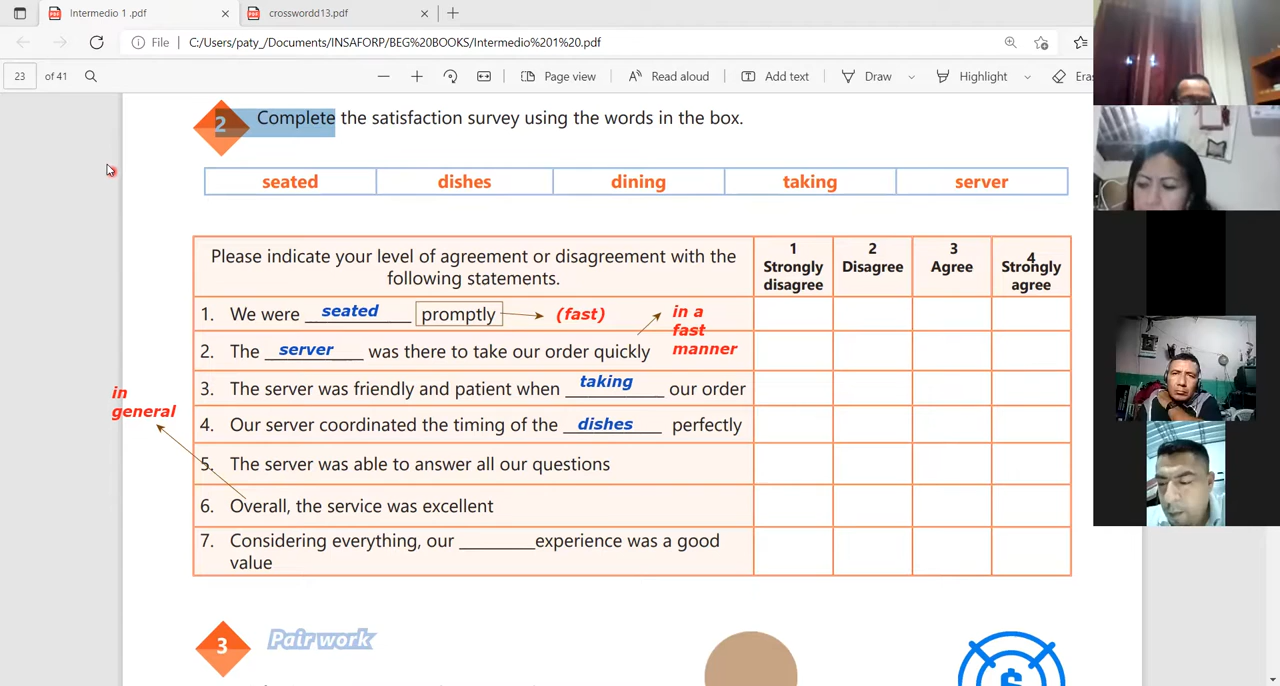 Intermedio 1 .pdf
crosswordd13.pdf
File C:/Users/paty_/Documents/INSAFORP/BEG%20BOOKS/Intermedio%201%20.pdf
23 of 41 Page view Read aloud Add text Draw Highlight Eras
2 Complete the satisfaction survey using the words in the box.
seated dishes dining taking server
Please indicate your level of agreement or disagreement with the
following statements.
1
Strongly
disagree
2
Disagree
3
Agree
4
Strongly
agree
1. We were seated promptly (fast)
in a
fast
manner
2. The server was there to take our order quickly
3. The server was friendly and patient when taking our order
in
general
4. Our server coordinated the timing of the dishes perfectly
5. The server was able to answer all our questions
6. Overall, the service was excellent
7. Considering everything, our ________experience was a good
value
3 Pair work
$